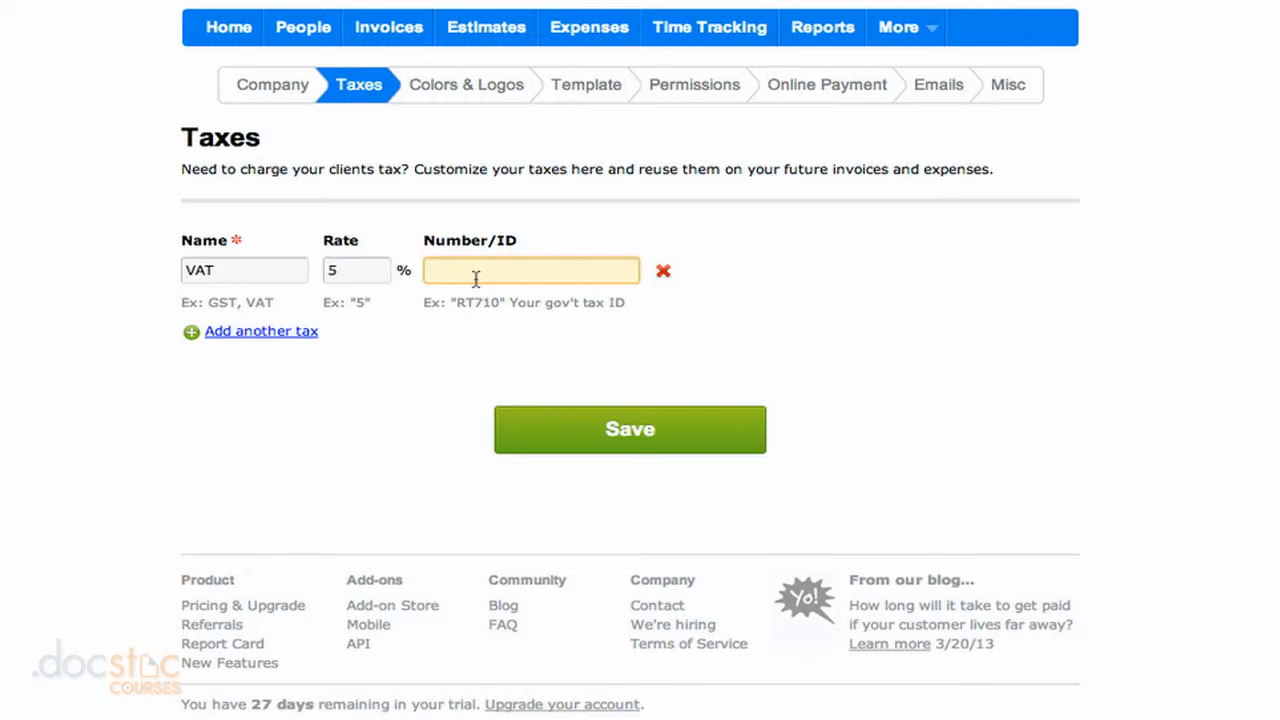 Home People Invoices Estimates Expenses Time Tracking Reports More
Company Taxes Colors & Logos Template Permissions Online Payment Emails Misc
Taxes
Need to charge your clients tax? Customize your taxes here and reuse them on your future invoices and expenses.
Name * Rate Number/ID
VAT 5 %
Ex: GST, VAT Ex: "5" Ex: "RT710" Your gov't tax ID
Add another tax
Save
Product Add-ons Community Company From our blog...
Pricing & Upgrade Add-on Store Blog Contact How long will it take to get paid
Referrals Mobile FAQ We're hiring if your customer lives far away?
Report Card API Terms of Service Learn more 3/20/13
New Features
Yo!
.docstoc
COURSES
You have 27 days remaining in your trial. Upgrade your account.